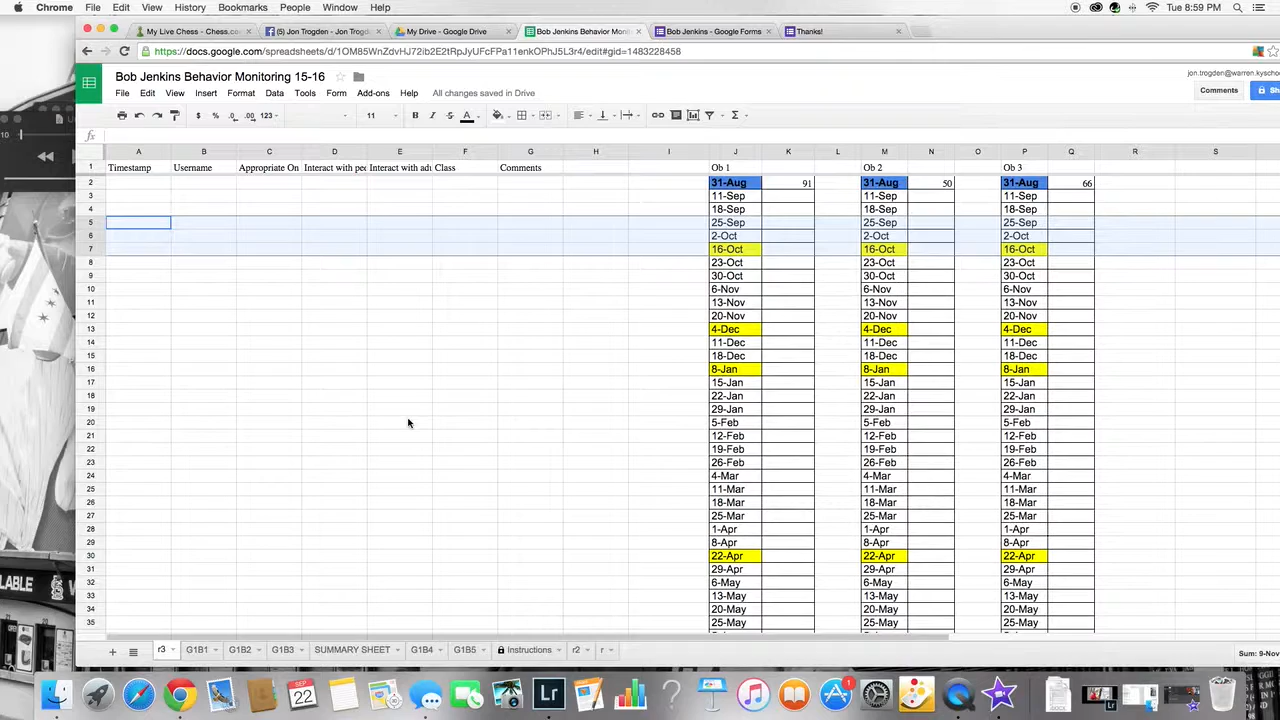 Chrome File Edit View History Bookmarks People Window Help Tue 8:59 PM
My Live Chess - Chess.co (5) Jon Trogden - Jon Trogd My Drive - Google Drive Bob Jenkins Behavior Monit Bob Jenkins - Google Forms Thanks!
https://docs.google.com/spreadsheets/d/1OM85WnZdvHJ72ib2E2tRpJyUFcFPa11enkOPhJ5L3r4/edit#gid=1483228458
Bob Jenkins Behavior Monitoring 15-16
jon.trogden@warren.kyscho
File Edit View Insert Format Data Tools Form Add-ons Help All changes saved in Drive
Comments Sh
$ % .0 .00 123 11 B I S A Σ
fx
A B C D E F G H I J K L M N O P Q R S
1 Timestamp Username Appropriate On Interact with pe Interact with adu Class Comments Ob 1 Ob 2 Ob 3
2 31-Aug 91 31-Aug 50 31-Aug 66
3 11-Sep 11-Sep 11-Sep
4 18-Sep 18-Sep 18-Sep
5 25-Sep 25-Sep 25-Sep
6 2-Oct 2-Oct 2-Oct
7 16-Oct 16-Oct 16-Oct
8 23-Oct 23-Oct 23-Oct
9 30-Oct 30-Oct 30-Oct
10 6-Nov 6-Nov 6-Nov
11 13-Nov 13-Nov 13-Nov
12 20-Nov 20-Nov 20-Nov
13 4-Dec 4-Dec 4-Dec
14 11-Dec 11-Dec 11-Dec
15 18-Dec 18-Dec 18-Dec
16 8-Jan 8-Jan 8-Jan
17 15-Jan 15-Jan 15-Jan
18 22-Jan 22-Jan 22-Jan
19 29-Jan 29-Jan 29-Jan
20 5-Feb 5-Feb 5-Feb
21 12-Feb 12-Feb 12-Feb
22 19-Feb 19-Feb 19-Feb
23 26-Feb 26-Feb 26-Feb
24 4-Mar 4-Mar 4-Mar
25 11-Mar 11-Mar 11-Mar
26 18-Mar 18-Mar 18-Mar
27 25-Mar 25-Mar 25-Mar
28 1-Apr 1-Apr 1-Apr
29 8-Apr 8-Apr 8-Apr
30 22-Apr 22-Apr 22-Apr
31 29-Apr 29-Apr 29-Apr
32 6-May 6-May 6-May
33 13-May 13-May 13-May
34 20-May 20-May 20-May
35 25-May 25-May 25-May
r3 G1B1 G1B2 G1B3 SUMMARY SHEET G1B4 G1B5 Instructions r2 r
Sum: 9-Nov
10
LABLE
SEP 22
Lr
1